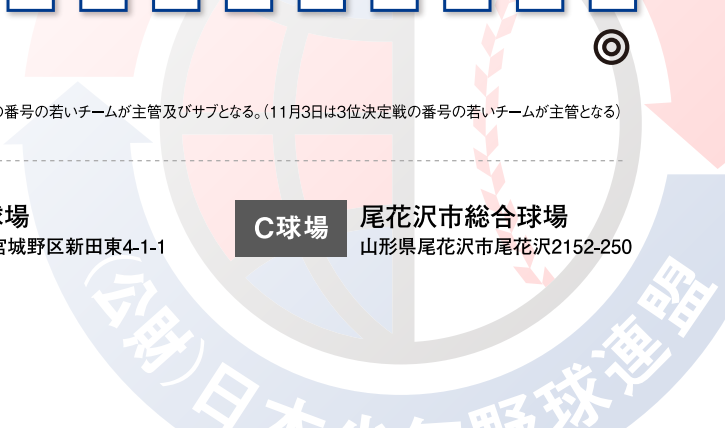 ◎
の番号の若いチームが主管及びサブとなる。（11月3日は3位決定戦の番号の若いチームが主管となる）
球場
宮城野区新田東4-1-1
C球場
尾花沢市総合球場
山形県尾花沢市尾花沢2152-250
（公財）日本少年野球連盟